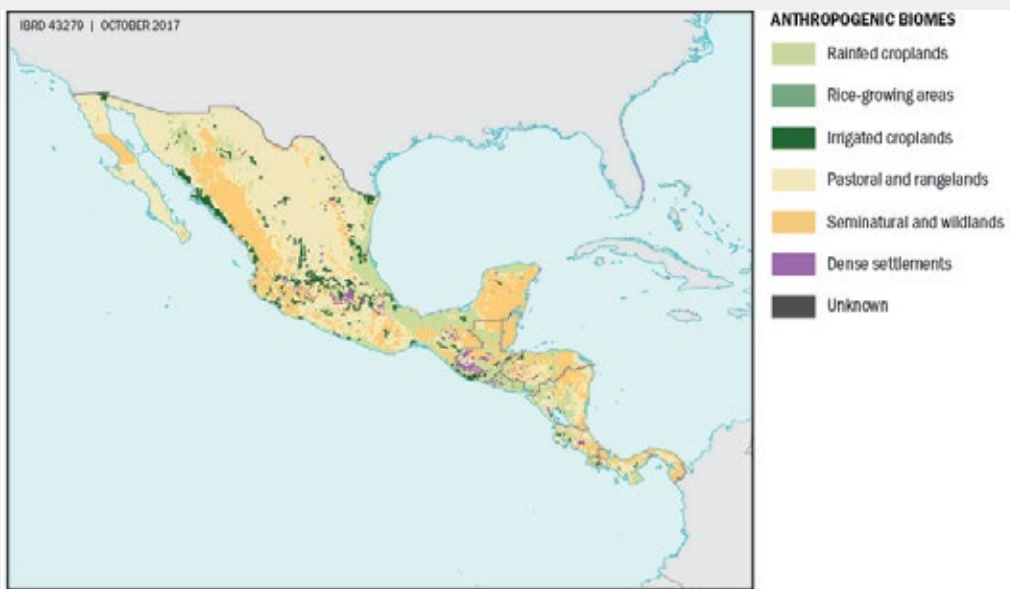 IBRD 43279 | OCTOBER 2017
ANTHROPOGENIC BIOMES
Rainfed croplands
Rice-growing areas
Irrigated croplands
Pastoral and rangelands
Seminatural and wildlands
Dense settlements
Unknown